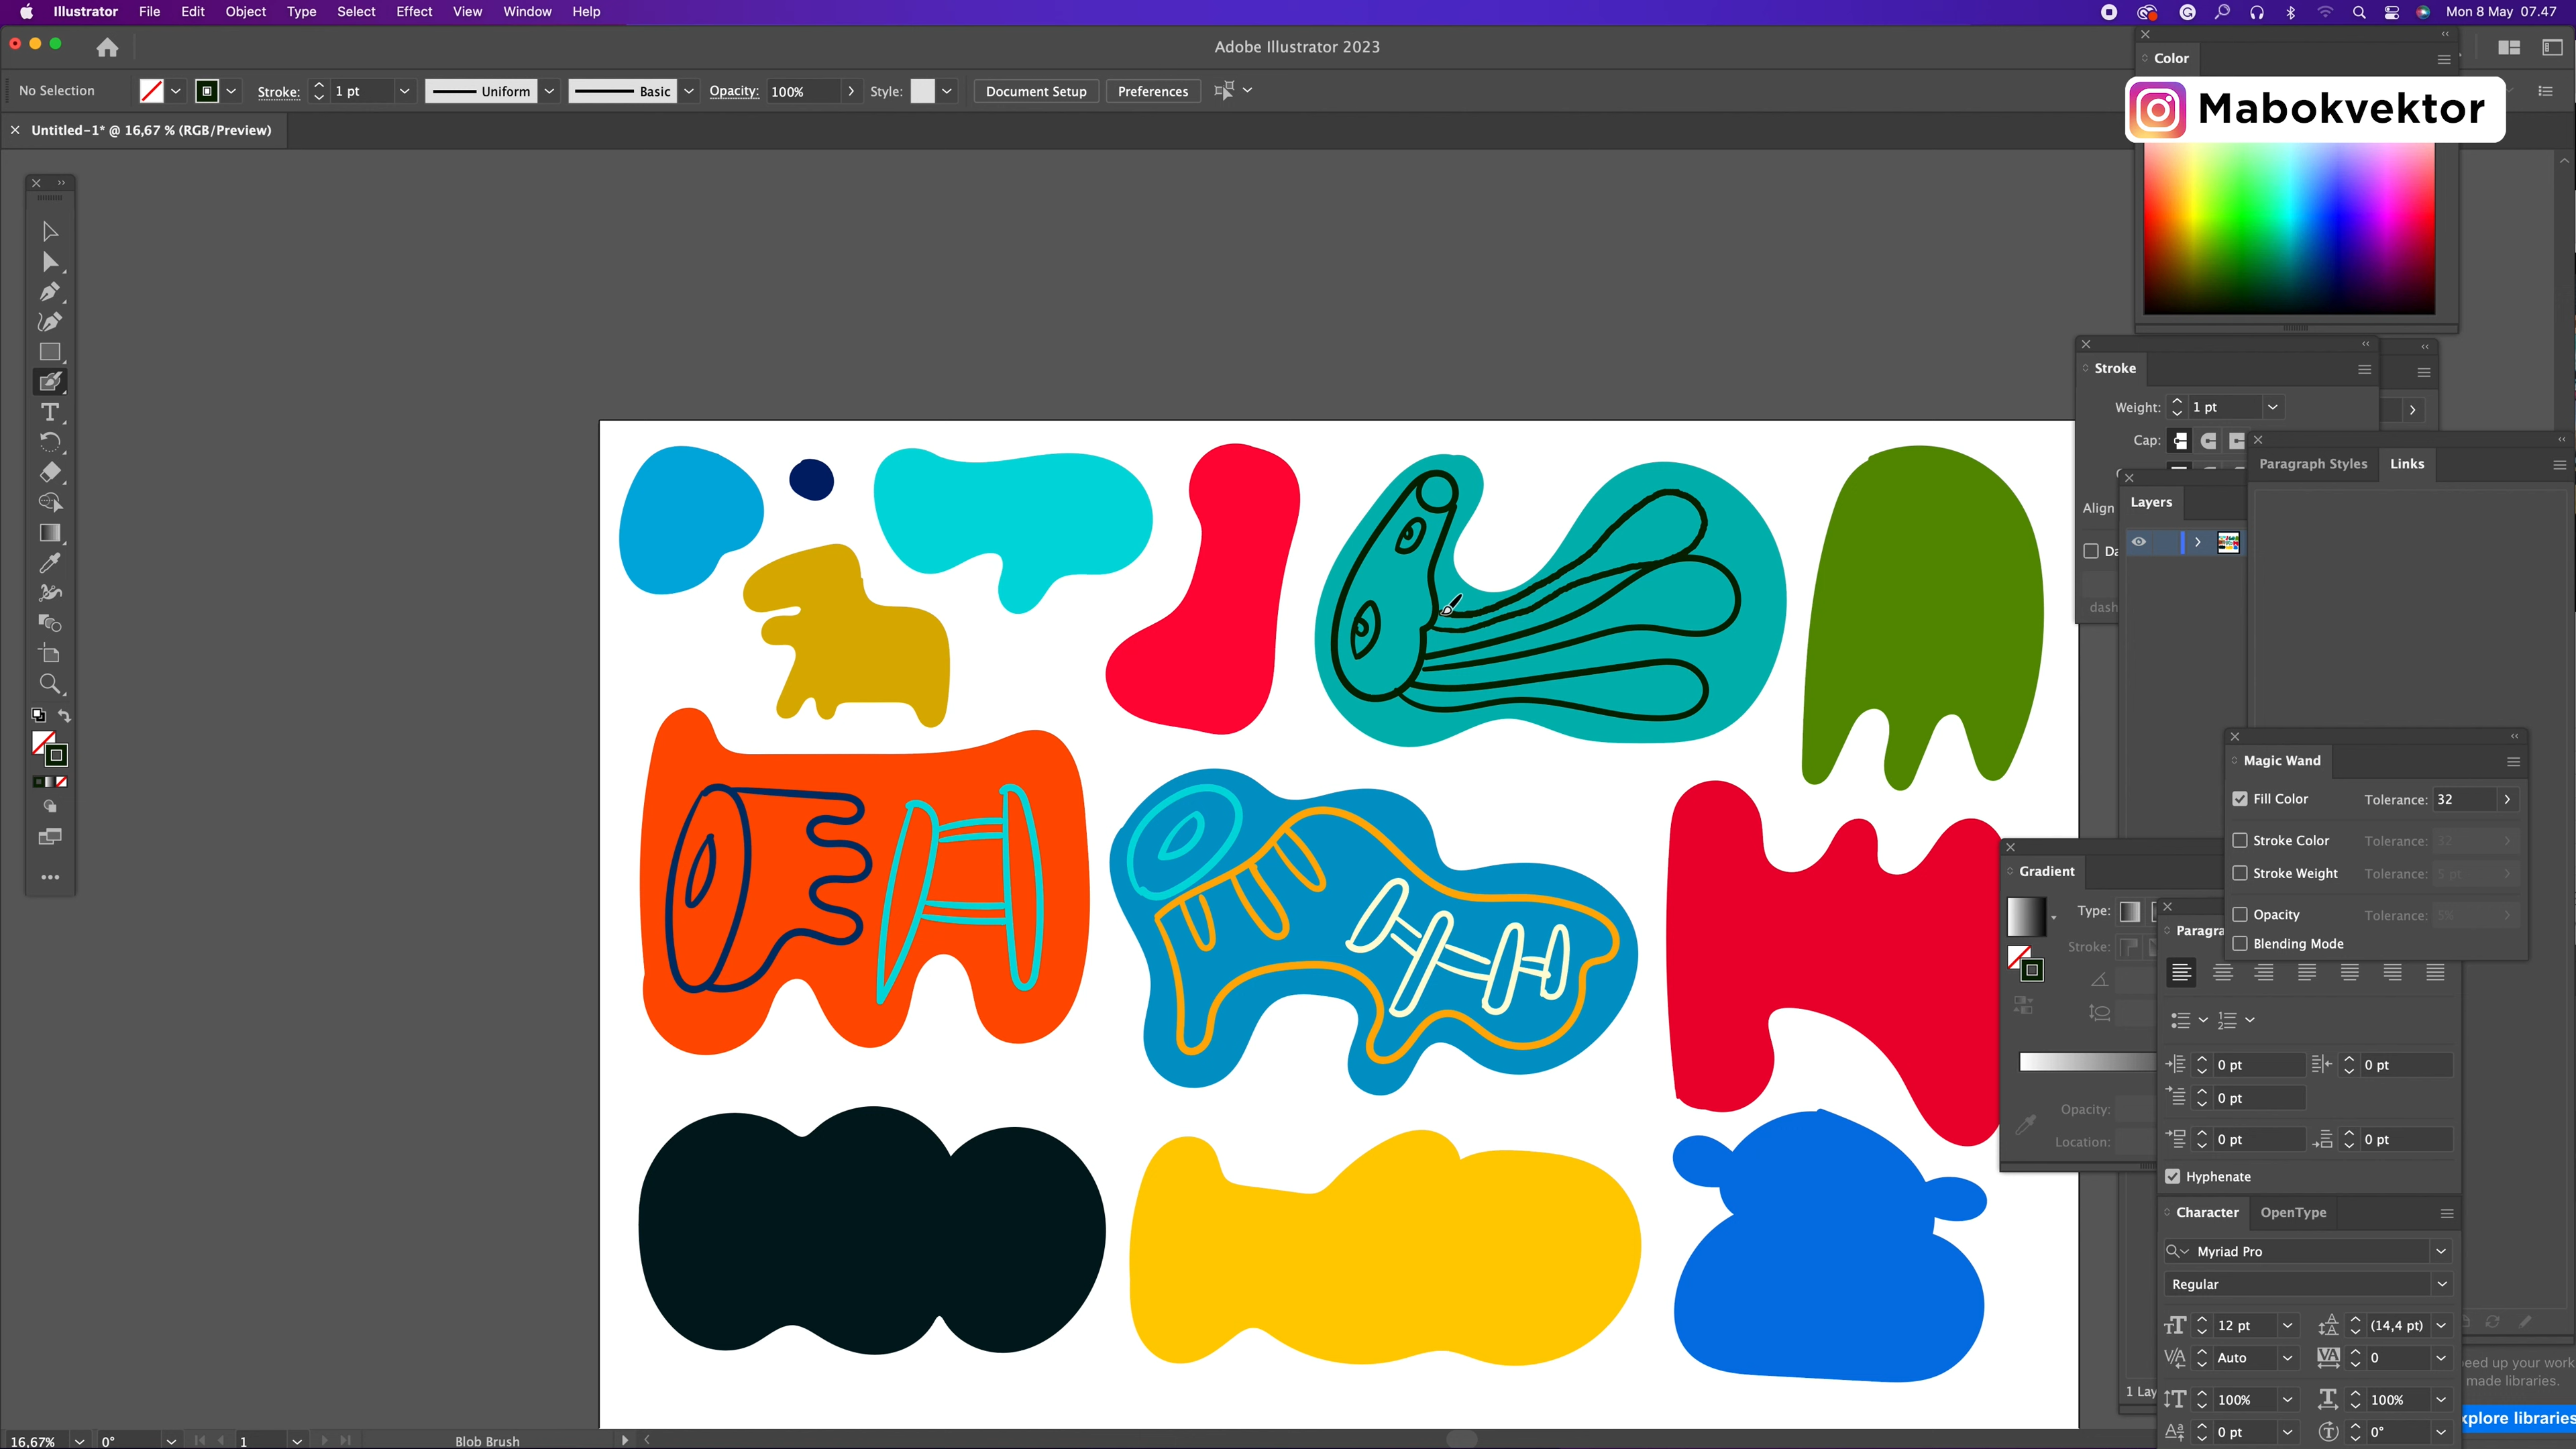 Illustrator File Edit Object Type Select Effect View Window Help
Mon 8 May 07.47
Adobe Illustrator 2023
No Selection
Stroke:
1 pt
Uniform
Basic
Opacity:
100%
Style:
Document Setup
Preferences
Untitled-1* @ 16,67 % (RGB/Preview)
Color
Mabokvektor
Stroke
Weight:
1 pt
Cap:
Align
Da
dash
Paragraph Styles
Links
Layers
Magic Wand
Fill Color
Tolerance:
32
Stroke Color
Tolerance:
32
Stroke Weight
Tolerance:
5 pt
Opacity
Tolerance:
5%
Blending Mode
Gradient
Type:
Stroke:
Opacity:
Location:
Paragra
0 pt
0 pt
0 pt
0 pt
0 pt
Hyphenate
Character
OpenType
Myriad Pro
Regular
12 pt
(14,4 pt)
Auto
0
100%
100%
0 pt
0°
1 Lay
eed up your work
made libraries.
xplore libraries
16,67%
0°
1
Blob Brush